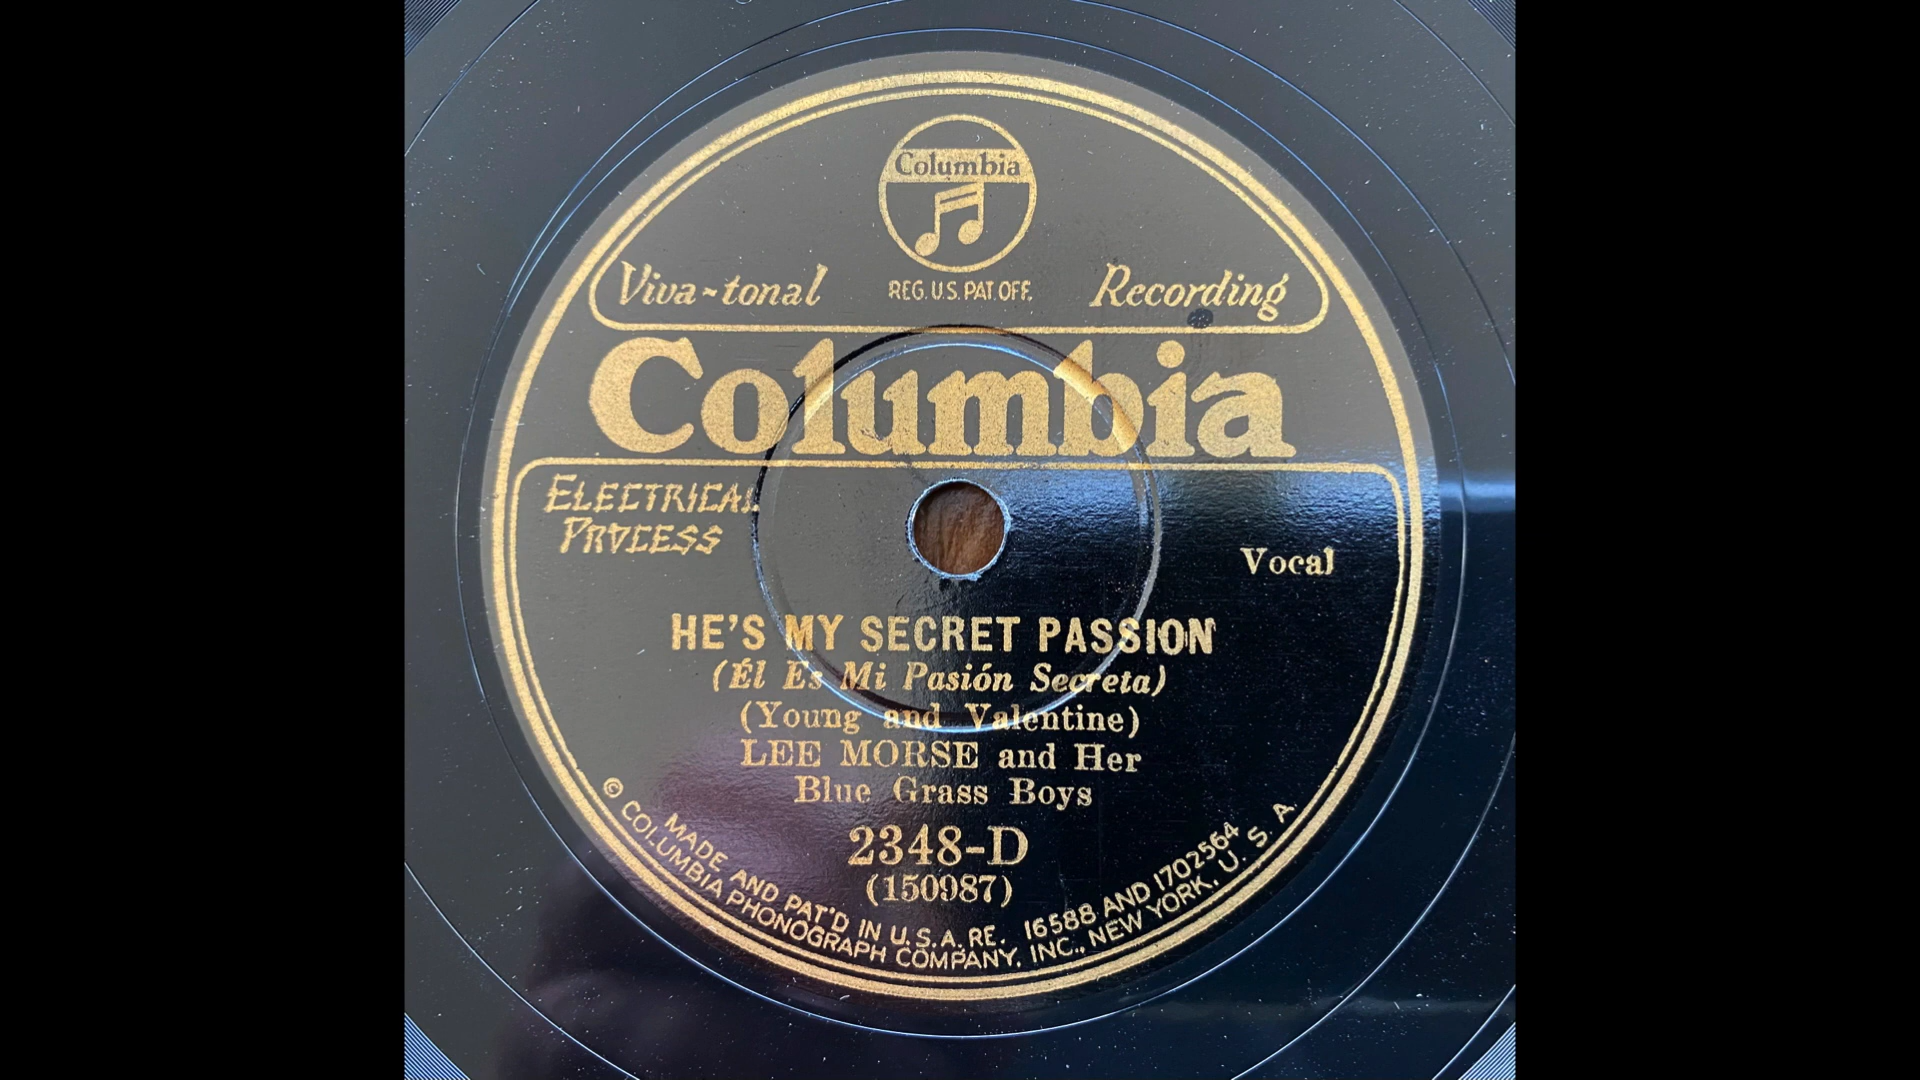 Columbia
Viva-tonal REG. U.S. PAT. OFF. Recording
Columbia
ELECTRICAL
PROCESS
Vocal
HE'S MY SECRET PASSION
(Él Es Mi Pasión Secreta)
(Young and Valentine)
LEE MORSE and Her
Blue Grass Boys
2348-D
(150987)
MADE AND PAT'D IN U.S.A. RE. 16588 AND 1702564
© COLUMBIA PHONOGRAPH COMPANY, INC., NEW YORK, U. S. A.